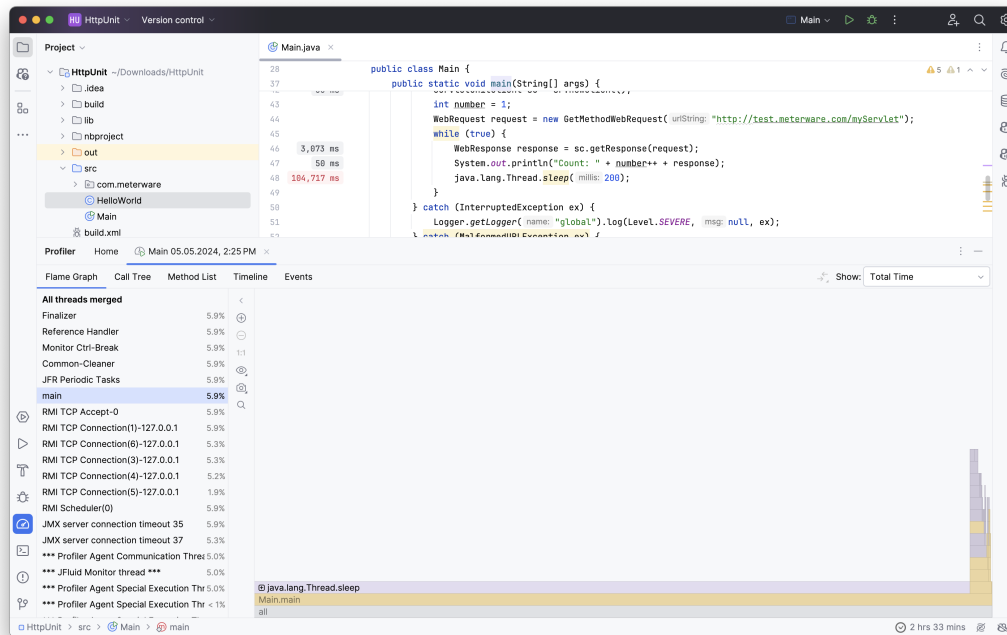 HU HttpUnit Version control Main
Project
Main.java
HttpUnit ~/Downloads/HttpUnit
.idea
build
lib
nbproject
out
src
com.meterware
HelloWorld
Main
build.xml
28 public class Main {
37 public static void main(String[] args) {
5 1
43 int number = 1;
44 WebRequest request = new GetMethodWebRequest( urlString: "http://test.meterware.com/myServlet");
45 while (true) {
46 3,073 ms WebResponse response = sc.getResponse(request);
47 50 ms System.out.println("Count: " + number++ + response);
48 104,717 ms java.lang.Thread.sleep( millis: 200);
49 }
50 } catch (InterruptedException ex) {
51 Logger.getLogger( name: "global").log(Level.SEVERE, msg: null, ex);
} catch (MalformedURLException ex) {
Profiler Home Main 05.05.2024, 2:25 PM
Flame Graph Call Tree Method List Timeline Events
Show: Total Time
All threads merged
Finalizer 5.9%
Reference Handler 5.9%
Monitor Ctrl-Break 5.9%
Common-Cleaner 5.9%
JFR Periodic Tasks 5.9%
main 5.9%
RMI TCP Accept-0 5.9%
RMI TCP Connection(1)-127.0.0.1 5.9%
RMI TCP Connection(6)-127.0.0.1 5.3%
RMI TCP Connection(3)-127.0.0.1 5.3%
RMI TCP Connection(4)-127.0.0.1 5.2%
RMI TCP Connection(5)-127.0.0.1 1.9%
RMI Scheduler(0) 5.9%
JMX server connection timeout 35 5.9%
JMX server connection timeout 37 5.3%
*** Profiler Agent Communication Threa 5.0%
*** JFluid Monitor thread *** 5.0%
*** Profiler Agent Special Execution Thr 5.0%
*** Profiler Agent Special Execution Thr < 1%
1:1
java.lang.Thread.sleep
Main.main
all
HttpUnit > src > Main > main
2 hrs 33 mins